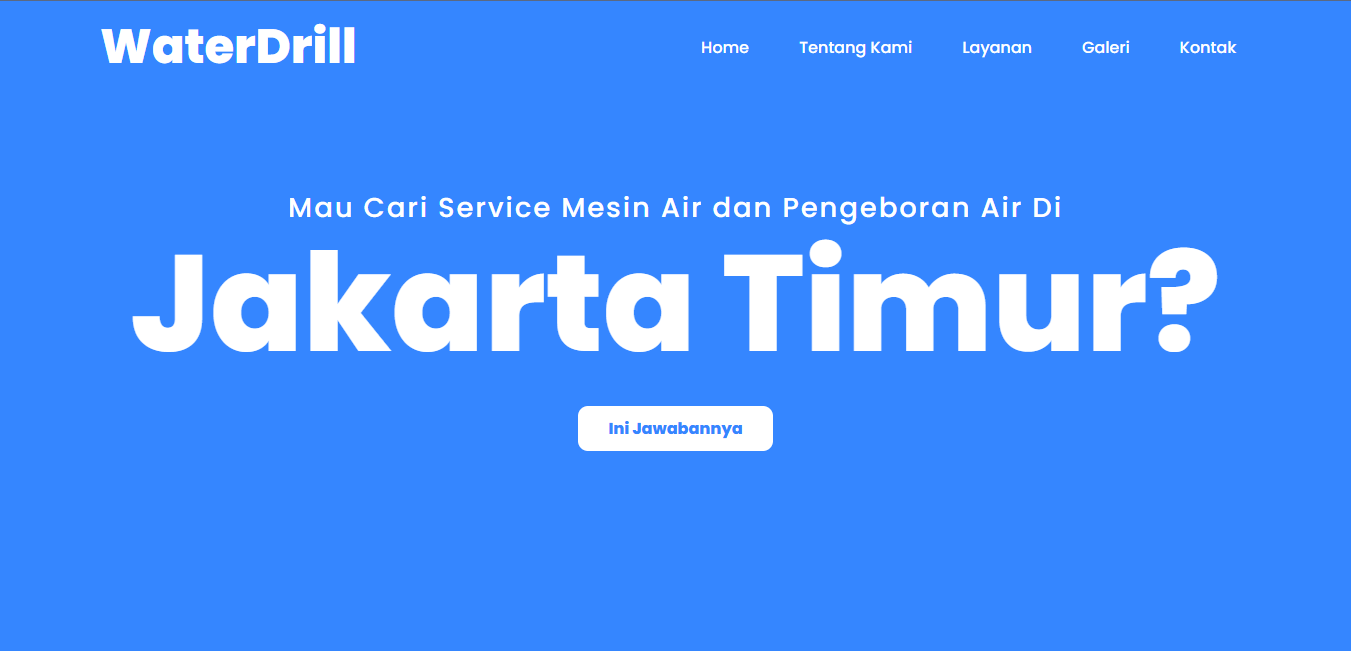 WaterDrill
Home Tentang Kami Layanan Galeri Kontak
Mau Cari Service Mesin Air dan Pengeboran Air Di
Jakarta Timur?
Ini Jawabannya